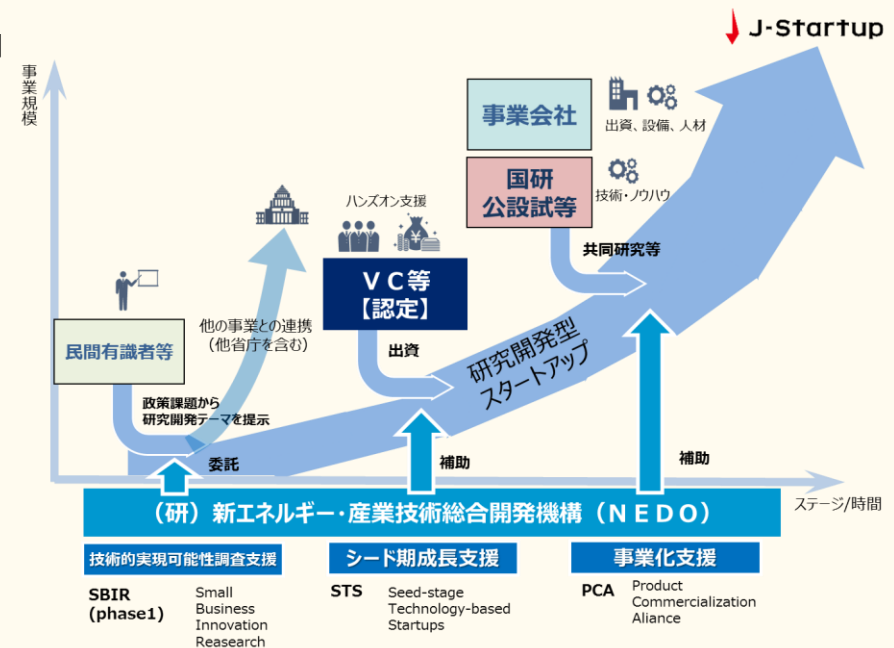 J-Startup
事業規模
事業会社
出資、設備、人材
国研
公設試等
技術・ノウハウ
共同研究等
ハンズオン支援
VC等
【認定】
出資
民間有識者等
他の事業との連携
(他省庁を含む)
政策課題から
研究開発テーマを提示
研究開発型
スタートアップ
委託
補助
補助
ステージ/時間
(研)新エネルギー・産業技術総合開発機構(NEDO)
技術的実現可能性調査支援
シード期成長支援
事業化支援
SBIR
(phase1)
Small
Business
Innovation
Reasearch
STS
Seed-stage
Technology-based
Startups
PCA
Product
Commercialization
Aliance